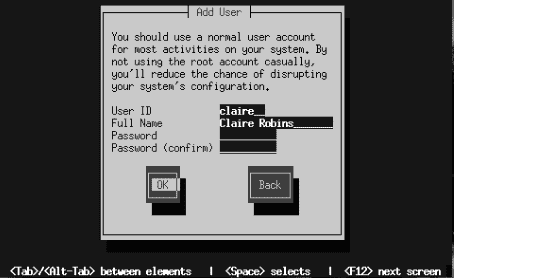 Add User
You should use a normal user account
for most activities on your system. By
not using the root account casually,
you'll reduce the chance of disrupting
your system's configuration.
User ID claire__
Full Name Claire Robins_______
Password
Password (confirm)
OK Back
<Tab>/<Alt-Tab> between elements | <Space> selects | <F12> next screen